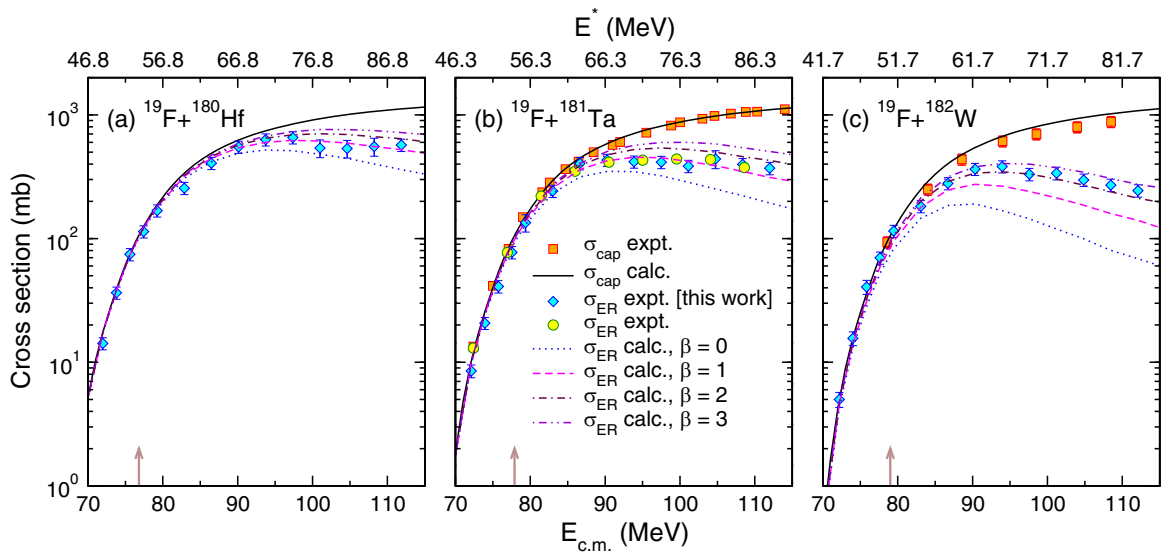 E* (MeV)
46.8 56.8 66.8 76.8 86.8 46.3 56.3 66.3 76.3 86.3 41.7 51.7 61.7 71.7 81.7
(a) ¹⁹F+¹⁸⁰Hf
(b) ¹⁹F+¹⁸¹Ta
(c) ¹⁹F+¹⁸²W
10³
10²
10¹
10⁰
Cross section (mb)
σcap expt.
σcap calc.
σER expt. [this work]
σER expt.
σER calc., β = 0
σER calc., β = 1
σER calc., β = 2
σER calc., β = 3
70 80 90 100 110 70 80 90 100 110 70 80 90 100 110
Ec.m. (MeV)